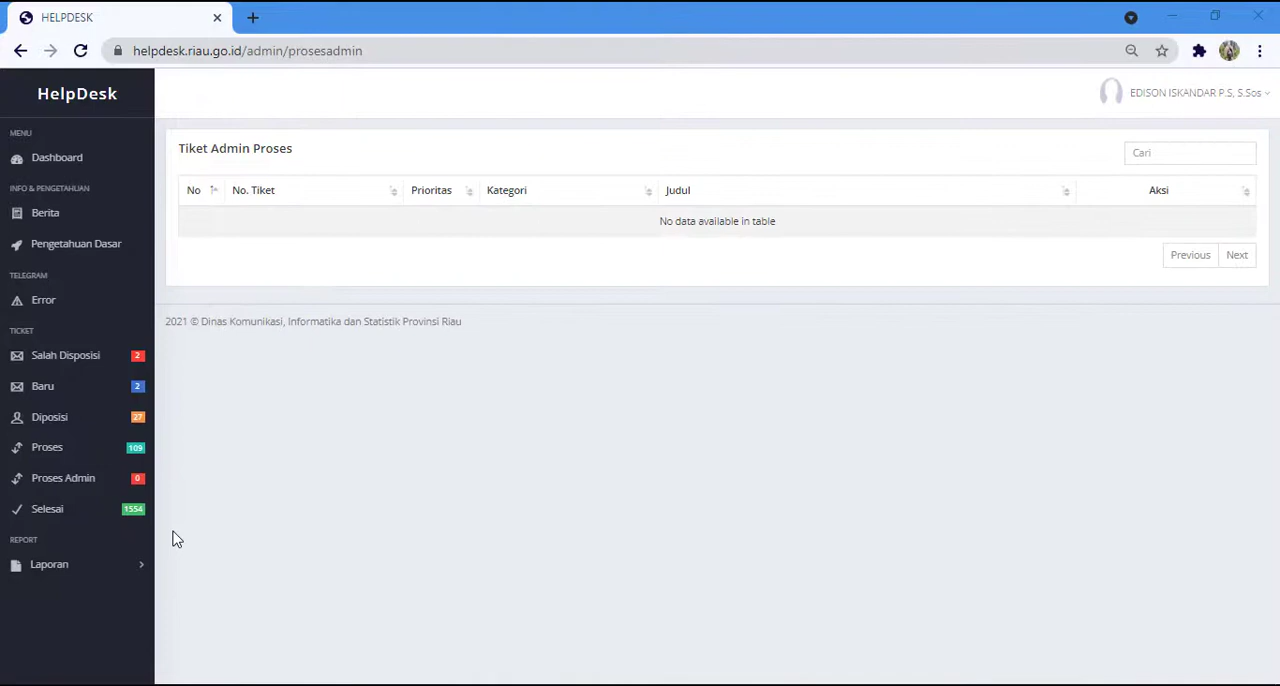 HELPDESK
helpdesk.riau.go.id/admin/prosesadmin
HelpDesk
EDISON ISKANDAR P.S, S.Sos
MENU
Dashboard
INFO & PENGETAHUAN
Berita
Pengetahuan Dasar
TELEGRAM
Error
TICKET
Salah Disposisi 2
Baru 2
Diposisi 27
Proses 109
Proses Admin 0
Selesai 1554
REPORT
Laporan
Tiket Admin Proses
Cari
No No. Tiket Prioritas Kategori Judul Aksi
No data available in table
Previous Next
2021 © Dinas Komunikasi, Informatika dan Statistik Provinsi Riau